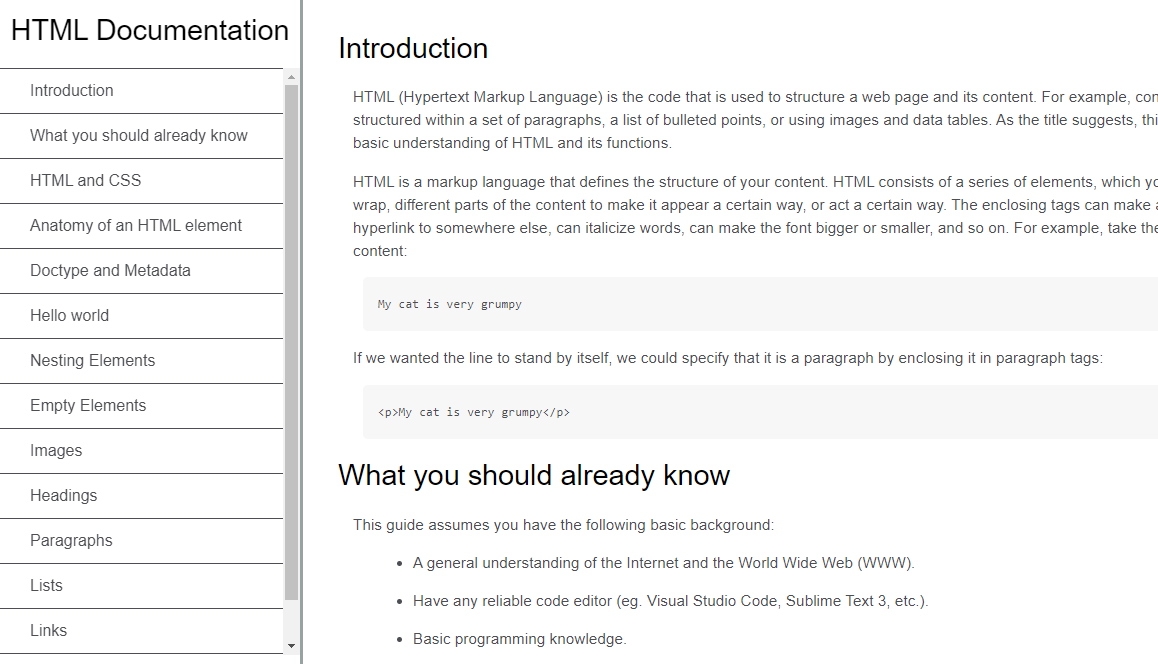 HTML Documentation
Introduction
What you should already know
HTML and CSS
Anatomy of an HTML element
Doctype and Metadata
Hello world
Nesting Elements
Empty Elements
Images
Headings
Paragraphs
Lists
Links
Introduction
HTML (Hypertext Markup Language) is the code that is used to structure a web page and its content. For example,
structured within a set of paragraphs, a list of bulleted points, or using images and data tables. As the title suggests,
basic understanding of HTML and its functions.
HTML is a markup language that defines the structure of your content. HTML consists of a series of elements, which
wrap, different parts of the content to make it appear a certain way, or act a certain way. The enclosing tags can make
hyperlink to somewhere else, can italicize words, can make the font bigger or smaller, and so on. For example, take the
content:
My cat is very grumpy
If we wanted the line to stand by itself, we could specify that it is a paragraph by enclosing it in paragraph tags:
<p>My cat is very grumpy</p>
What you should already know
This guide assumes you have the following basic background:
• A general understanding of the Internet and the World Wide Web (WWW).
• Have any reliable code editor (eg. Visual Studio Code, Sublime Text 3, etc.).
• Basic programming knowledge.